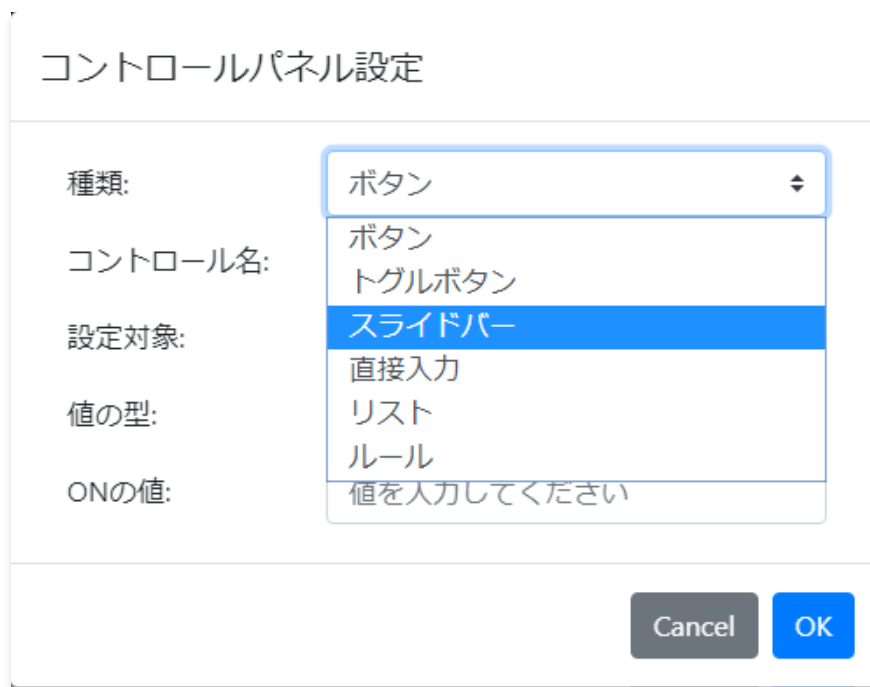 コントロールパネル設定
種類:
ボタン
ボタン
トグルボタン
スライドバー
直接入力
リスト
ルール
コントロール名:
設定対象:
値の型:
ONの値:
値を入力してください
Cancel
OK